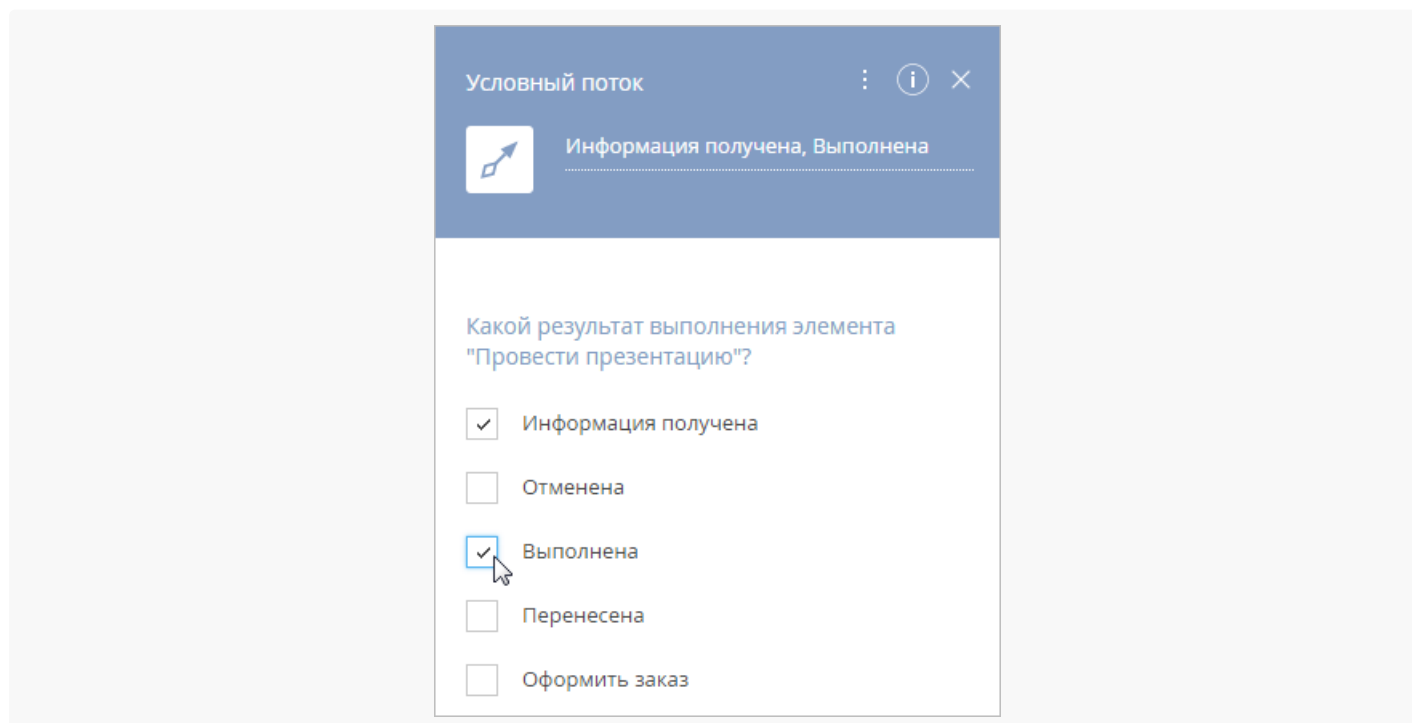 Условный поток
Информация получена, Выполнена
Какой результат выполнения элемента
"Провести презентацию"?
Информация получена
Отменена
Выполнена
Перенесена
Оформить заказ